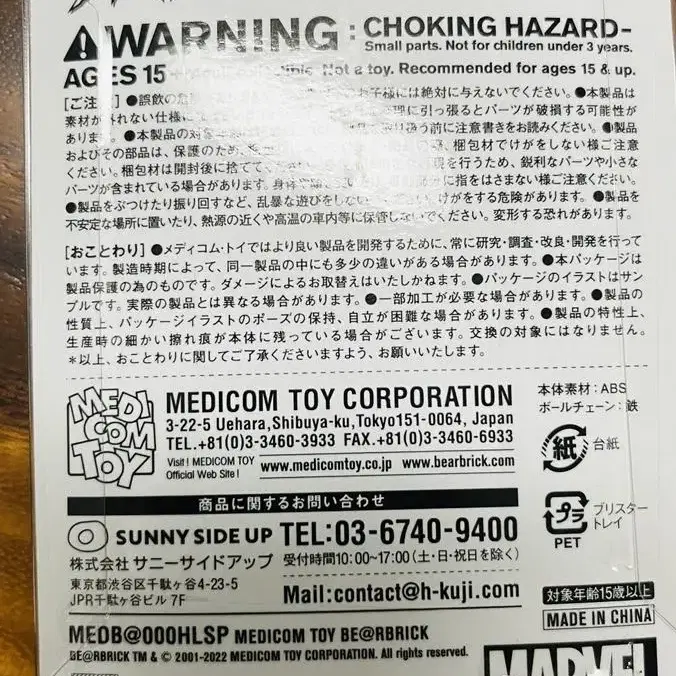 WARNING : CHOKING HAZARD-
Small parts. Not for children under 3 years.
AGES 15 Not a toy. Recommended for ages 15 & up.
[ご注意] ●誤飲の危 お子様には絶対に与えないでください。●本製品は
素材が れない仕様に 理に引っ張るとパーツが破損する可能性が
あります。●本製品の対象年齢 取り扱う前に注意書きをお読みください。●製品
およびその部品は、保護のため、 梱包材でけがをしない様ご注意
ください。梱包材は開封後に捨てて 現を行うため、鋭利なパーツや小さな
パーツが含まれている場合があります。身体や 部分に指をはさまない様ご注意ください。
●製品をぶつけたり振り回すなど、乱暴な遊びをしない けがをする危険があります。●製品を
不安定な場所に置いたり、熱源の近くや高温の車内等に保管しないでください。変形する恐れがあります。
[おことわり] ●メディコム・トイではより良い製品を開発するために、常に研究・調査・改良・開発を行って
います。製造時期によって、同一製品の中にも多少の違いがある場合があります。●本パッケージは
製品保護の為のものです。ダメージによるお取替えはいたしかねます。●パッケージのイラストはサン
プルです。実際の製品とは異なる場合があります。●一部加工が必要な場合があります。●製品の
性質上、パッケージイラストのポーズの保持、自立が困難な場合があります。●製品の特性上、
生産時の細かい擦れ痕が本体に残っている場合がございます。交換の対象にはなりません。
*以上、おことわりに関してご了承くださいますよう、お願いいたします。
MEDI
COM
TOY
MEDICOM TOY CORPORATION
3-22-5 Uehara,Shibuya-ku,Tokyo151-0064, Japan
TEL.+81(0)3-3460-3933 FAX.+81(0)3-3460-6933
Visit! MEDICOM TOY
Official Web Site!
www.medicomtoy.co.jp www.bearbrick.com
本体素材:ABS
ボールチェーン:鉄
紙 台紙
プラ ブリスター
トレイ
PET
商品に関するお問い合わせ
SUNNY SIDE UP
株式会社 サニーサイドアップ
東京都渋谷区千駄ヶ谷4-23-5
JPR千駄ヶ谷ビル 7F
TEL:03-6740-9400
受付時間10:00~17:00(土・日・祝日を除く)
Mail:contact@h-kuji.com
対象年齢15歳以上
MADE IN CHINA
MEDB@000HLSP MEDICOM TOY BE@RBRICK
BE@RBRICK TM & © 2001-2022 MEDICOM TOY CORPORATION. All rights reserved.
MARVEL